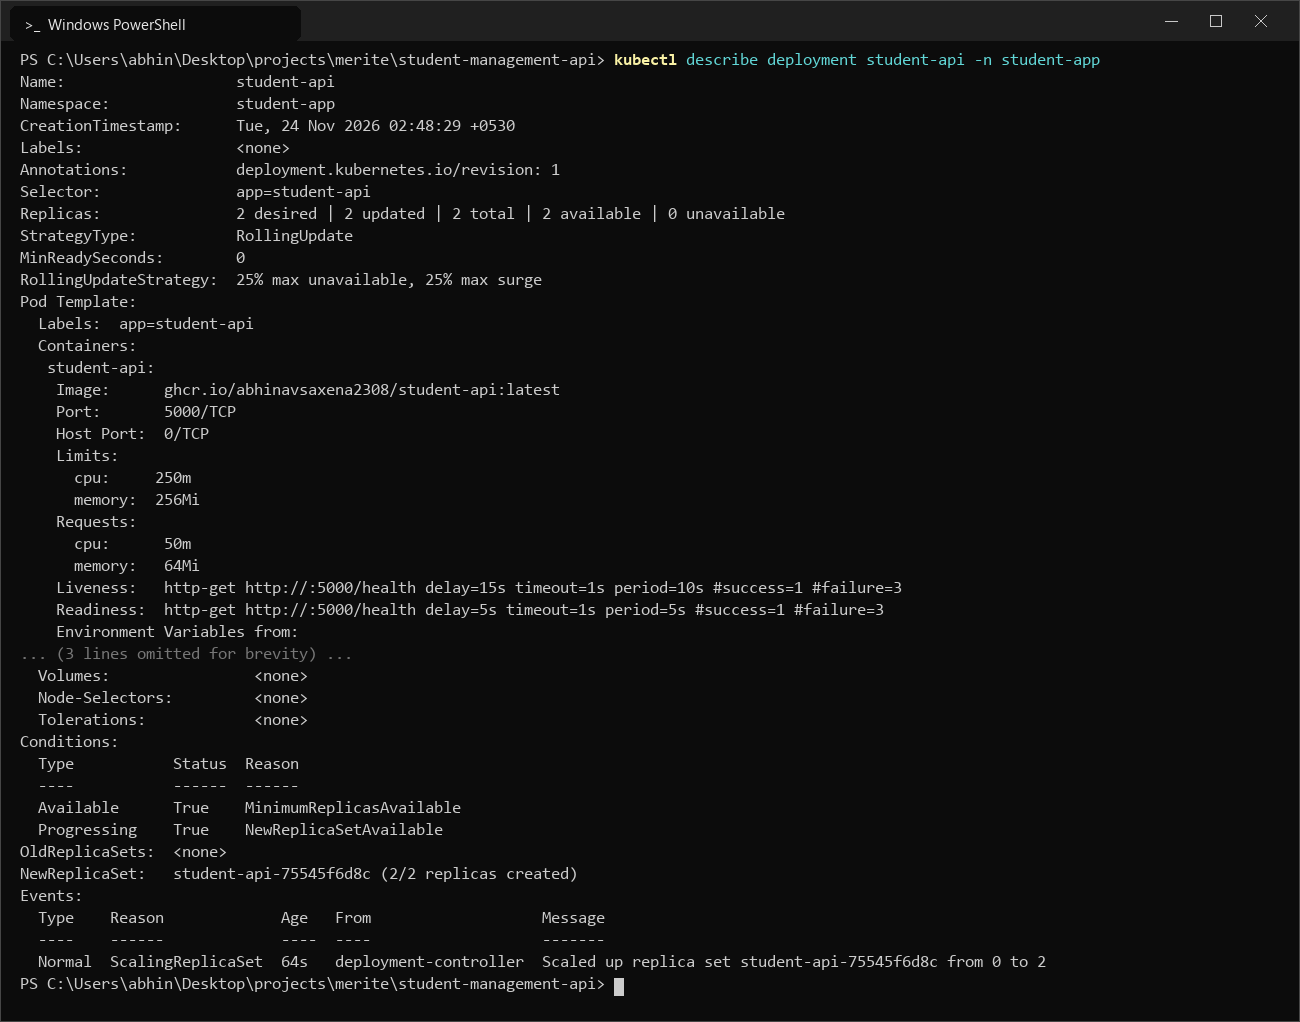 >_ Windows PowerShell
PS C:\Users\abhin\Desktop\projects\merite\student-management-api> kubectl describe deployment student-api -n student-app
Name:                   student-api
Namespace:              student-app
CreationTimestamp:      Tue, 24 Nov 2026 02:48:29 +0530
Labels:                 <none>
Annotations:            deployment.kubernetes.io/revision: 1
Selector:               app=student-api
Replicas:               2 desired | 2 updated | 2 total | 2 available | 0 unavailable
StrategyType:           RollingUpdate
MinReadySeconds:        0
RollingUpdateStrategy:  25% max unavailable, 25% max surge
Pod Template:
  Labels:  app=student-api
  Containers:
   student-api:
    Image:      ghcr.io/abhinavsaxena2308/student-api:latest
    Port:       5000/TCP
    Host Port:  0/TCP
    Limits:
      cpu:     250m
      memory:  256Mi
    Requests:
      cpu:      50m
      memory:   64Mi
    Liveness:   http-get http://:5000/health delay=15s timeout=1s period=10s #success=1 #failure=3
    Readiness:  http-get http://:5000/health delay=5s timeout=1s period=5s #success=1 #failure=3
    Environment Variables from:
... (3 lines omitted for brevity) ...
  Volumes:                <none>
  Node-Selectors:         <none>
  Tolerations:            <none>
Conditions:
  Type           Status  Reason
  ----           ------  ------
  Available      True    MinimumReplicasAvailable
  Progressing    True    NewReplicaSetAvailable
OldReplicaSets:  <none>
NewReplicaSet:   student-api-75545f6d8c (2/2 replicas created)
Events:
  Type    Reason             Age   From                   Message
  ----    ------             ----  ----                   -------
  Normal  ScalingReplicaSet  64s   deployment-controller  Scaled up replica set student-api-75545f6d8c from 0 to 2
PS C:\Users\abhin\Desktop\projects\merite\student-management-api>